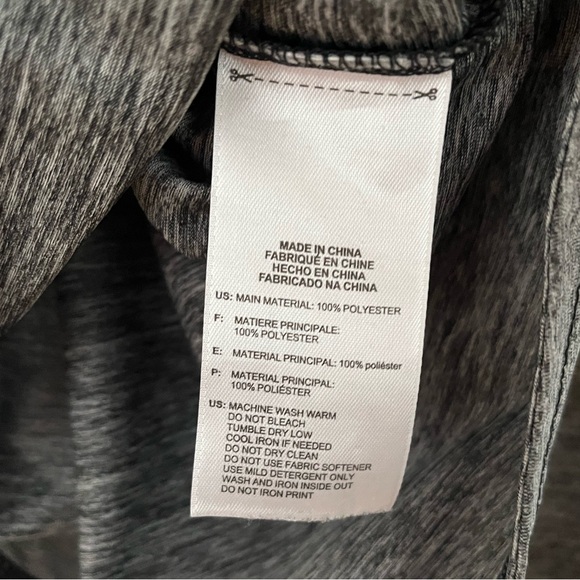 MADE IN CHINA
FABRIQUÉ EN CHINE
HECHO EN CHINA
FABRICADO NA CHINA
US: MAIN MATERIAL: 100% POLYESTER
F: MATIERE PRINCIPALE:
100% POLYESTER
E: MATERIAL PRINCIPAL: 100% poliéster
P: MATERIAL PRINCIPAL:
100% POLIÉSTER
US: MACHINE WASH WARM
DO NOT BLEACH
TUMBLE DRY LOW
COOL IRON IF NEEDED
DO NOT DRY CLEAN
DO NOT USE FABRIC SOFTENER
USE MILD DETERGENT ONLY
WASH AND IRON INSIDE OUT
DO NOT IRON PRINT